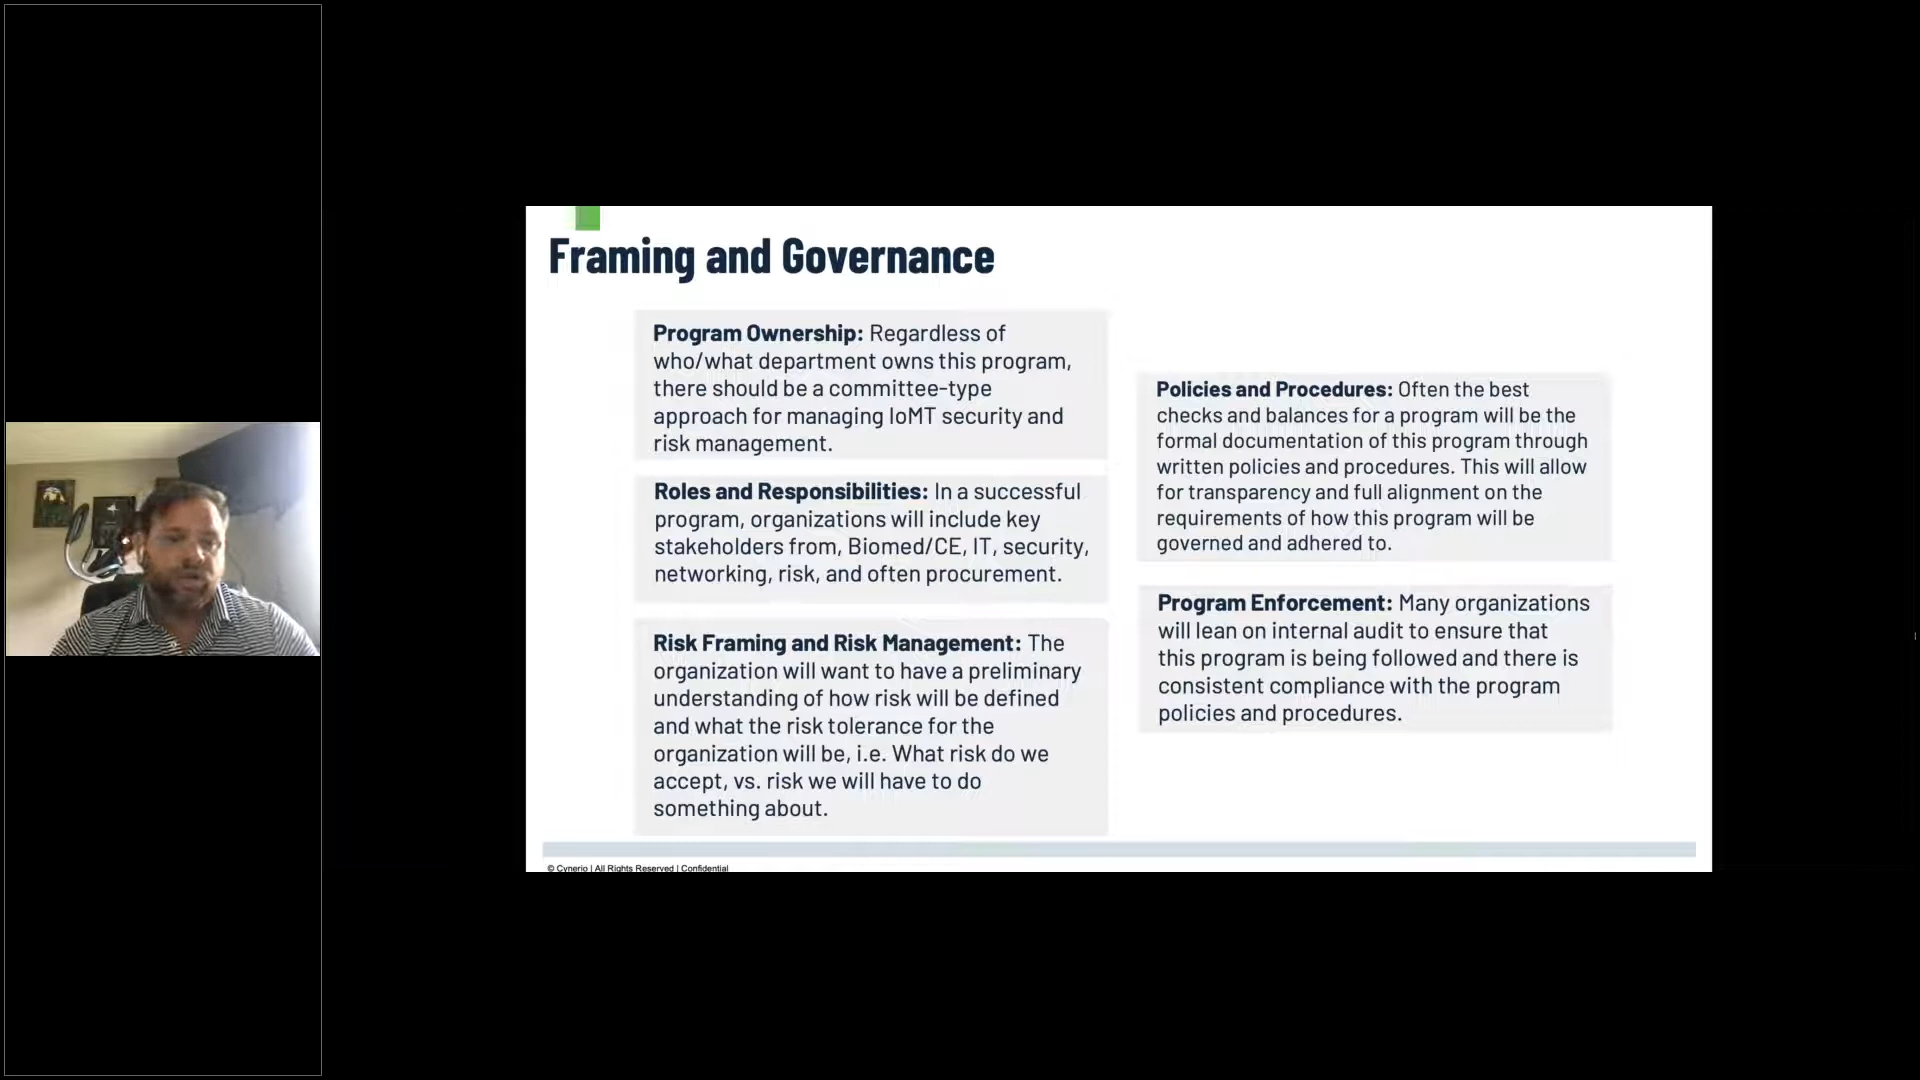 Framing and Governance
Program Ownership: Regardless of
who/what department owns this program,
there should be a committee-type
approach for managing IoMT security and
risk management.
Roles and Responsibilities: In a successful
program, organizations will include key
stakeholders from, Biomed/CE, IT, security,
networking, risk, and often procurement.
Risk Framing and Risk Management: The
organization will want to have a preliminary
understanding of how risk will be defined
and what the risk tolerance for the
organization will be, i.e. What risk do we
accept, vs. risk we will have to do
something about.
Policies and Procedures: Often the best
checks and balances for a program will be the
formal documentation of this program through
written policies and procedures. This will allow
for transparency and full alignment on the
requirements of how this program will be
governed and adhered to.
Program Enforcement: Many organizations
will lean on internal audit to ensure that
this program is being followed and there is
consistent compliance with the program
policies and procedures.
© Cynerio | All Rights Reserved | Confidential